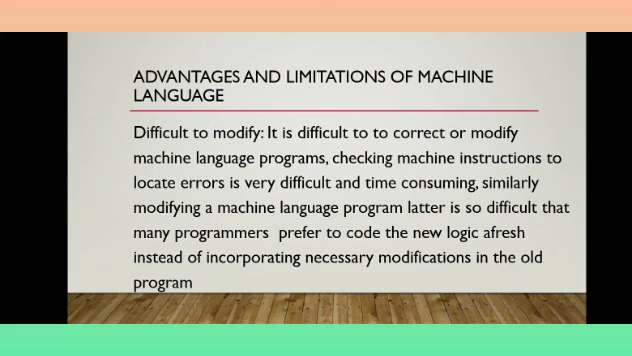 ADVANTAGES AND LIMITATIONS OF MACHINE
LANGUAGE
Difficult to modify: It is difficult to to correct or modify
machine language programs, checking machine instructions to
locate errors is very difficult and time consuming, similarly
modifying a machine language program latter is so difficult that
many programmers prefer to code the new logic afresh
instead of incorporating necessary modifications in the old
program